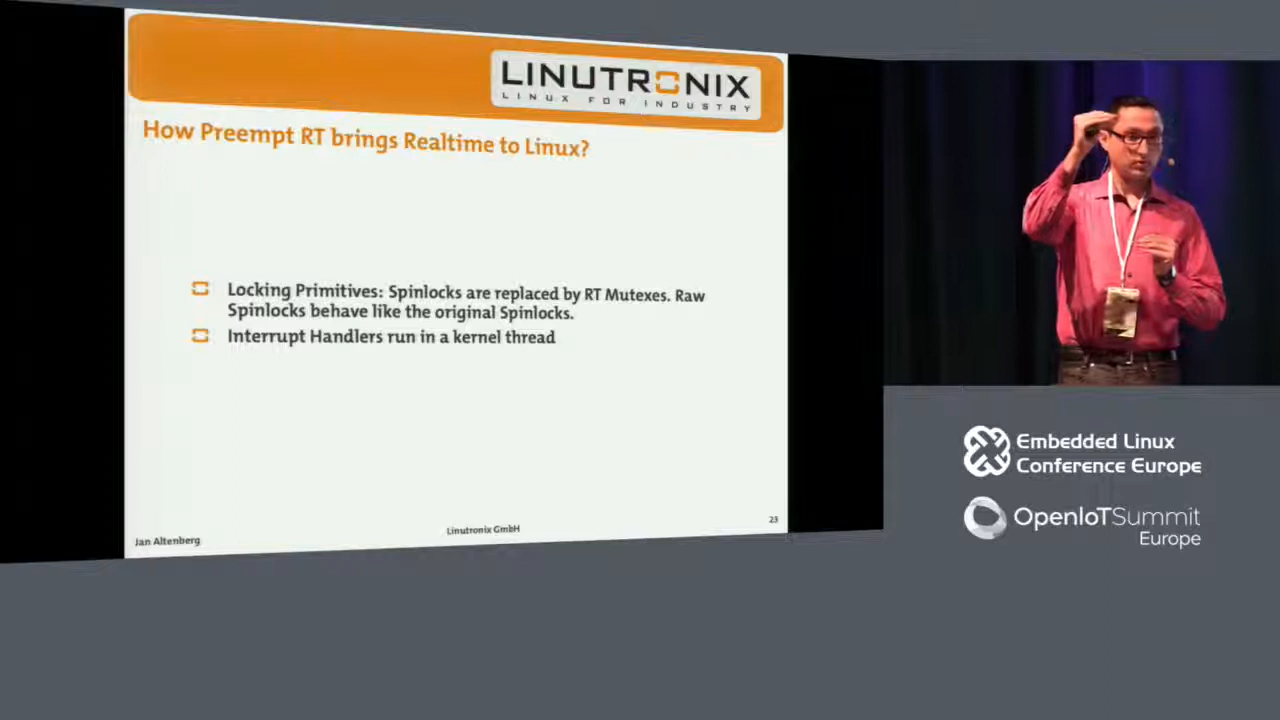 LINUTRONIX
LINUX FOR INDUSTRY
How Preempt RT brings Realtime to Linux?
Locking Primitives: Spinlocks are replaced by RT Mutexes. Raw
Spinlocks behave like the original Spinlocks.
Interrupt Handlers run in a kernel thread
23
Linutronix GmbH
Jan Altenberg
Embedded Linux
Conference Europe
OpenIoTSummit
Europe